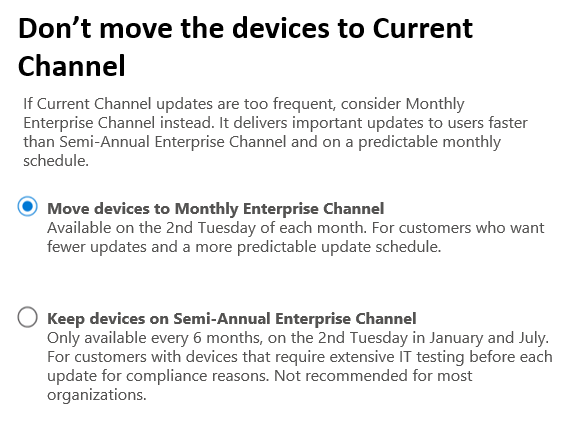 Don’t move the devices to Current
Channel
If Current Channel updates are too frequent, consider Monthly
Enterprise Channel instead. It delivers important updates to users faster
than Semi-Annual Enterprise Channel and on a predictable monthly
schedule.
Move devices to Monthly Enterprise Channel
Available on the 2nd Tuesday of each month. For customers who want
fewer updates and a more predictable update schedule.
Keep devices on Semi-Annual Enterprise Channel
Only available every 6 months, on the 2nd Tuesday in January and July.
For customers with devices that require extensive IT testing before each
update for compliance reasons. Not recommended for most
organizations.